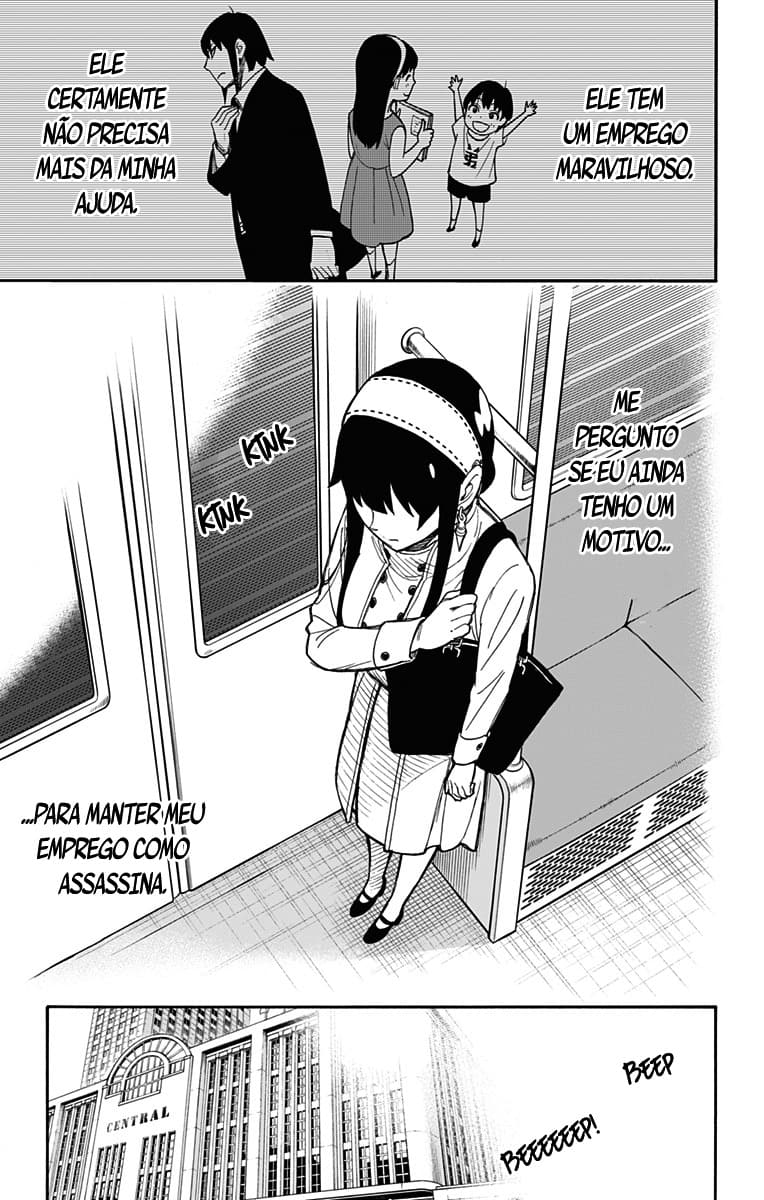 ELE TEM
UM EMPREGO
MARAVILHOSO.
ELE
CERTAMENTE
NÃO PRECISA
MAIS DA MINHA
AJUDA.
弟
ME
PERGUNTO
SE EU AINDA
TENHO UM
MOTIVO...
KTNK
KTNK
...PARA MANTER MEU
EMPREGO COMO
ASSASSINA.
BEEP
BEEEEEEP!
CENTRAL